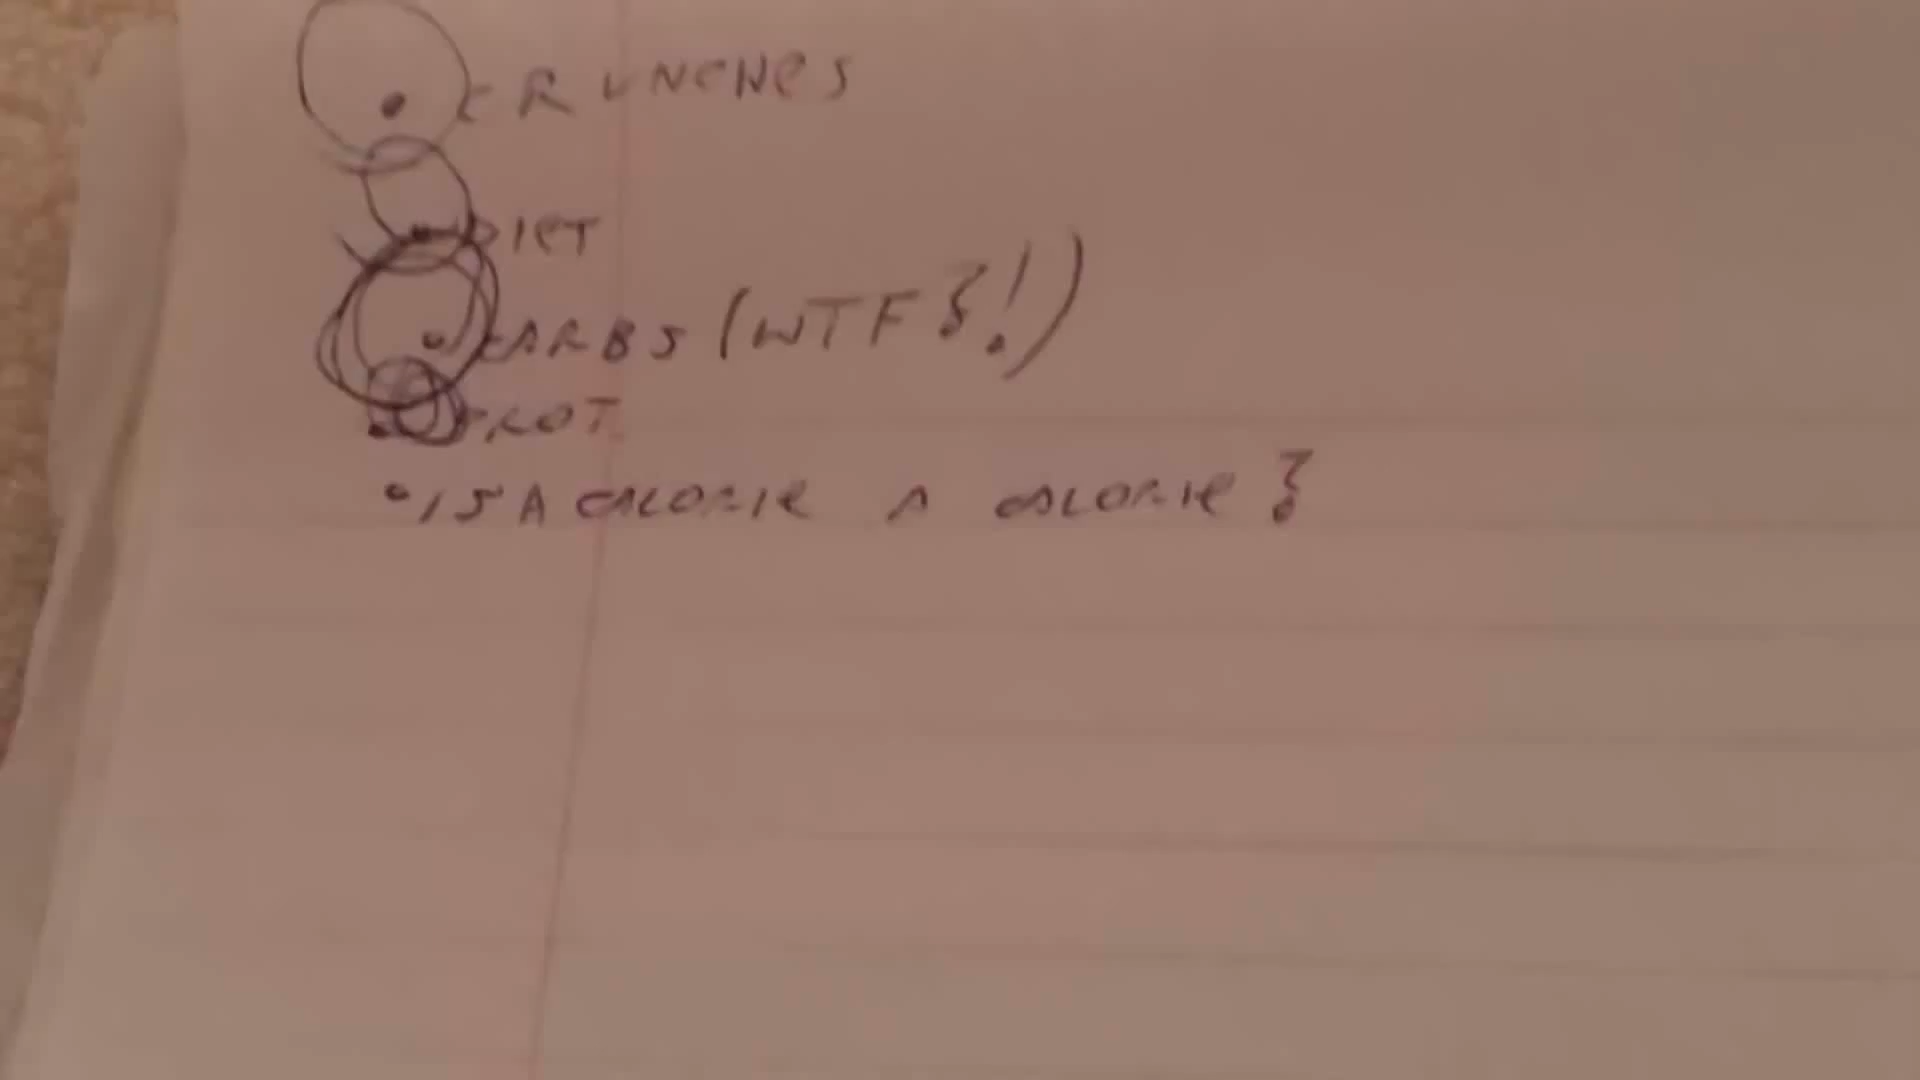 CRUNCHES
DIET
CARBS (WTF?!)
PROT
IS A CALORIE A CALORIE?